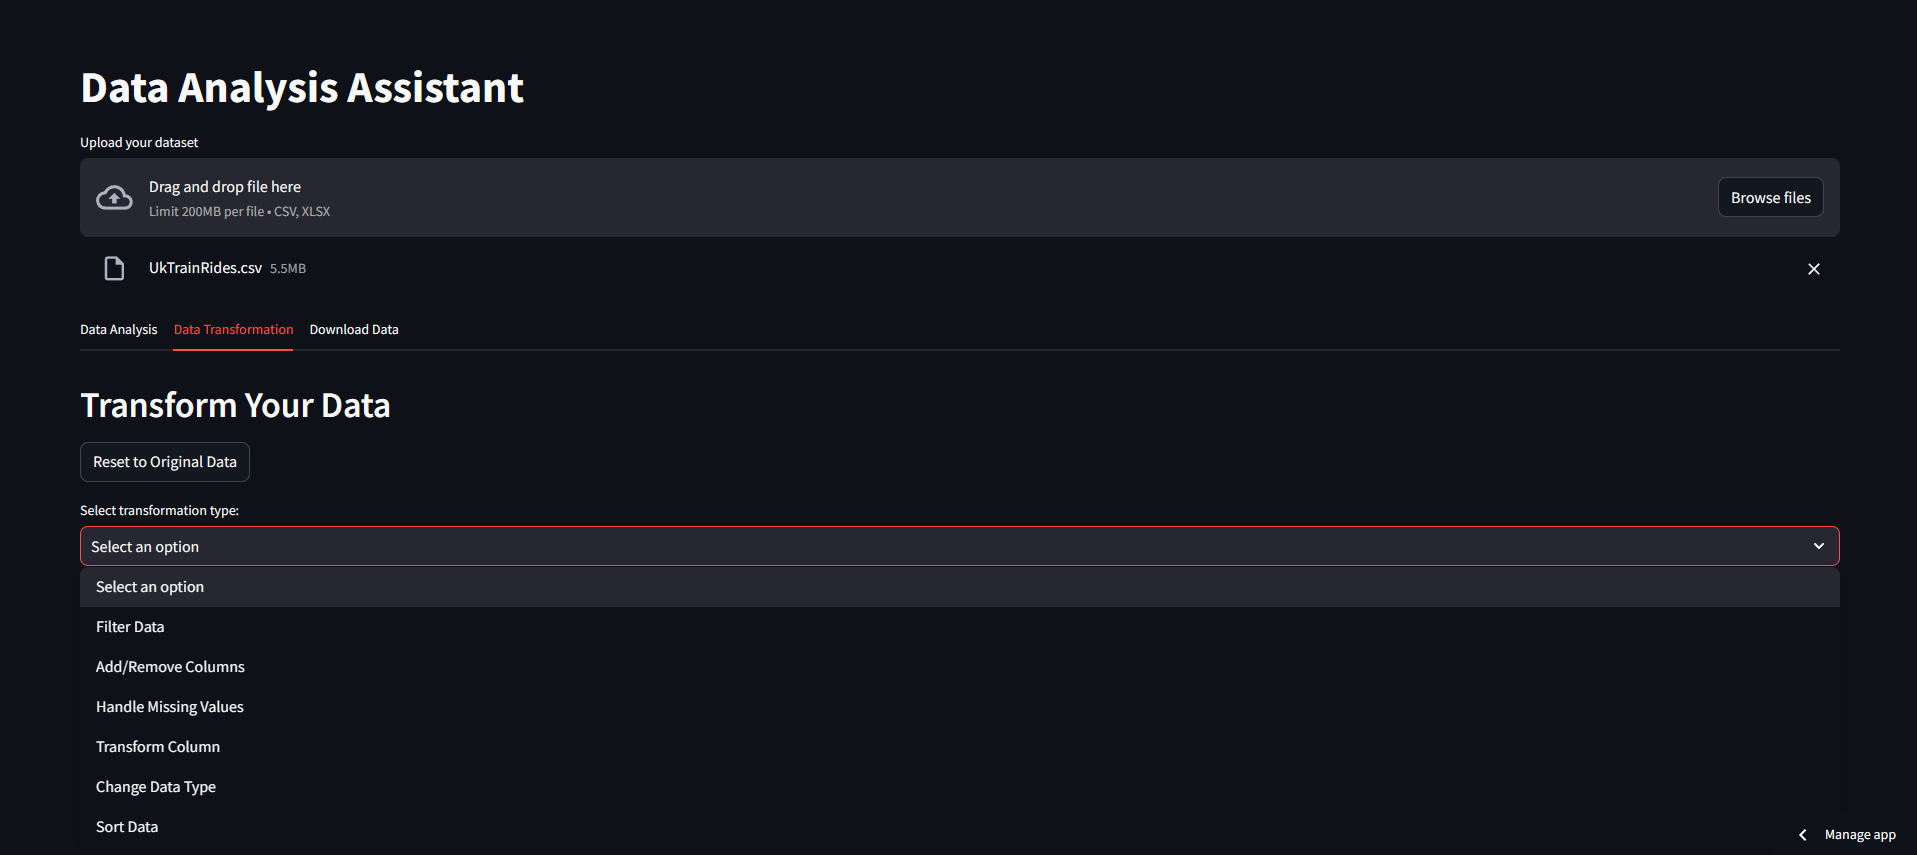 Data Analysis Assistant
Upload your dataset
Drag and drop file here
Limit 200MB per file • CSV, XLSX
Browse files
UkTrainRides.csv 5.5MB
Data Analysis Data Transformation Download Data
Transform Your Data
Reset to Original Data
Select transformation type:
Select an option
Select an option
Filter Data
Add/Remove Columns
Handle Missing Values
Transform Column
Change Data Type
Sort Data
Manage app